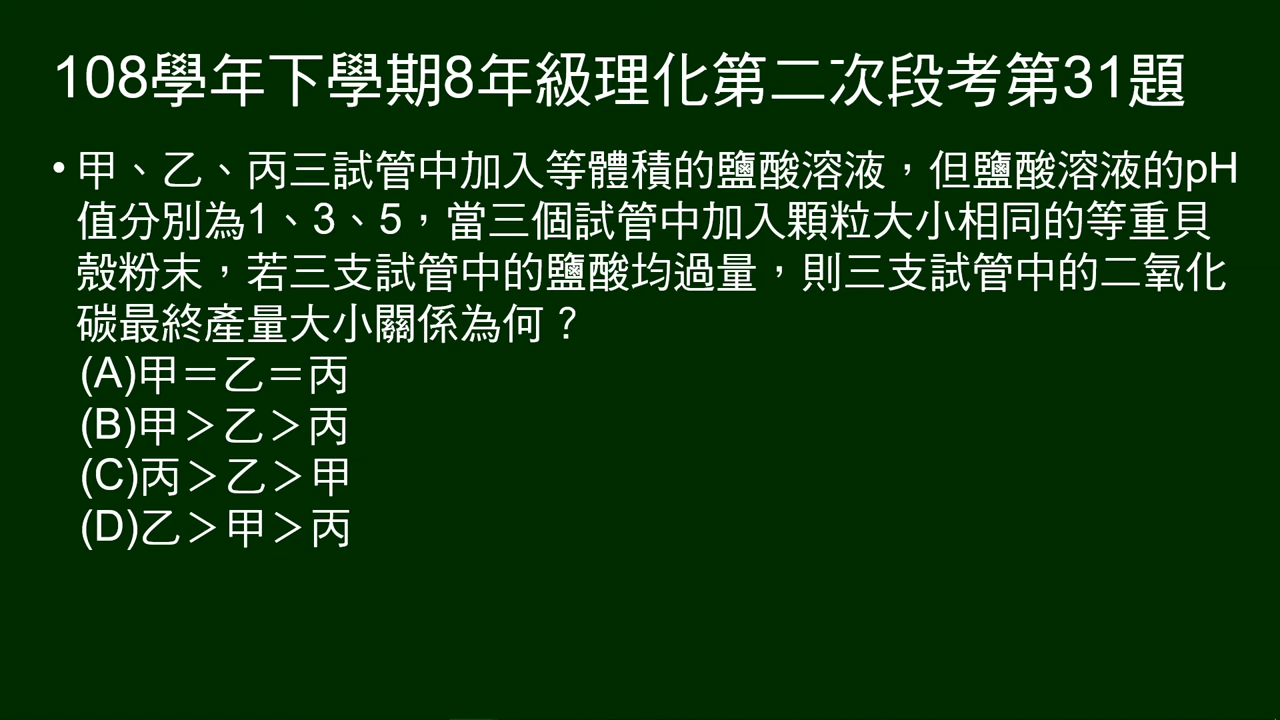 108學年下學期8年級理化第二次段考第31題
• 甲、乙、丙三試管中加入等體積的鹽酸溶液，但鹽酸溶液的pH
值分別為1、3、5，當三個試管中加入顆粒大小相同的等重貝
殼粉末，若三支試管中的鹽酸均過量，則三支試管中的二氧化
碳最終產量大小關係為何？
(A)甲＝乙＝丙
(B)甲＞乙＞丙
(C)丙＞乙＞甲
(D)乙＞甲＞丙